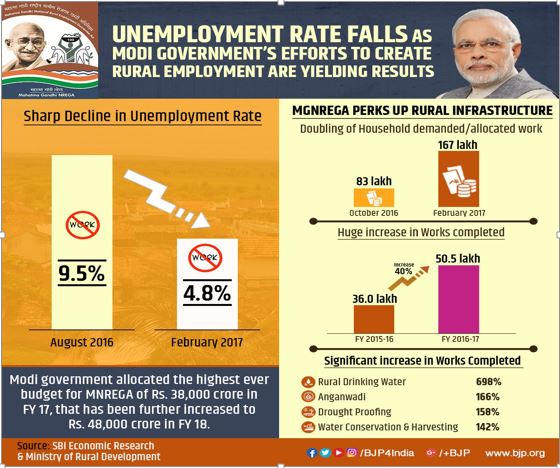 UNEMPLOYMENT RATE FALLS AS
MODI GOVERNMENT'S EFFORTS TO CREATE
RURAL EMPLOYMENT ARE YIELDING RESULTS
Mahatma Gandhi NREGA
Sharp Decline in Unemployment Rate
WORK
9.5%
August 2016
WORK
4.8%
February 2017
Modi government allocated the highest ever
budget for MNREGA of Rs. 38,000 crore in
FY 17, that has been further increased to
Rs. 48,000 crore in FY 18.
MGNREGA PERKS UP RURAL INFRASTRUCTURE
Doubling of Household demanded/allocated work
83 lakh
October 2016
167 lakh
February 2017
Huge increase in Works completed
36.0 lakh
FY 2015-16
Increase
40%
50.5 lakh
FY 2016-17
Significant increase in Works Completed
Rural Drinking Water 698%
Anganwadi 166%
Drought Proofing 158%
Water Conservation & Harvesting 142%
Source: SBI Economic Research
& Ministry of Rural Development
/BJP4India
/+BJP
www.bjp.org